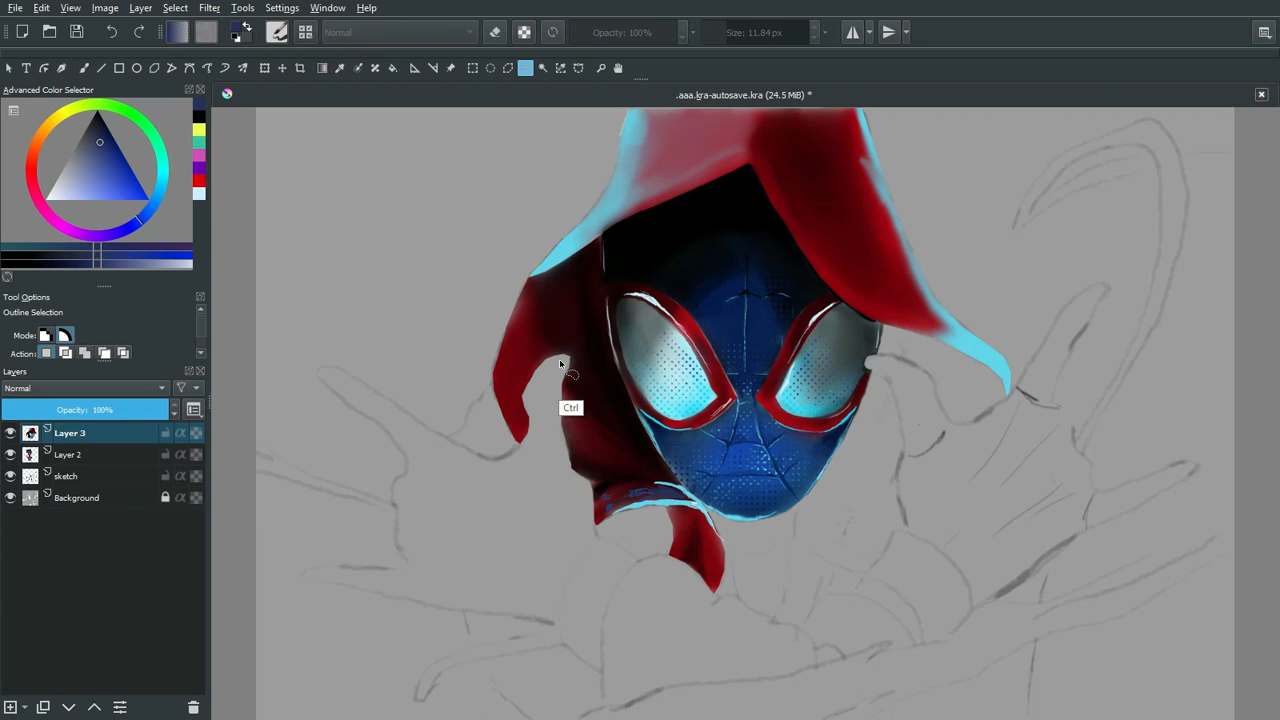 File Edit View Image Layer Select Filter Tools Settings Window Help
Normal
Opacity: 100%
Size: 11.84 px
Advanced Color Selector
.aaa.kra-autosave.kra (24.5 MiB) *
Tool Options
Outline Selection
Mode:
Action:
Layers
Normal
Opacity: 100%
Layer 3
Layer 2
sketch
Background
Ctrl